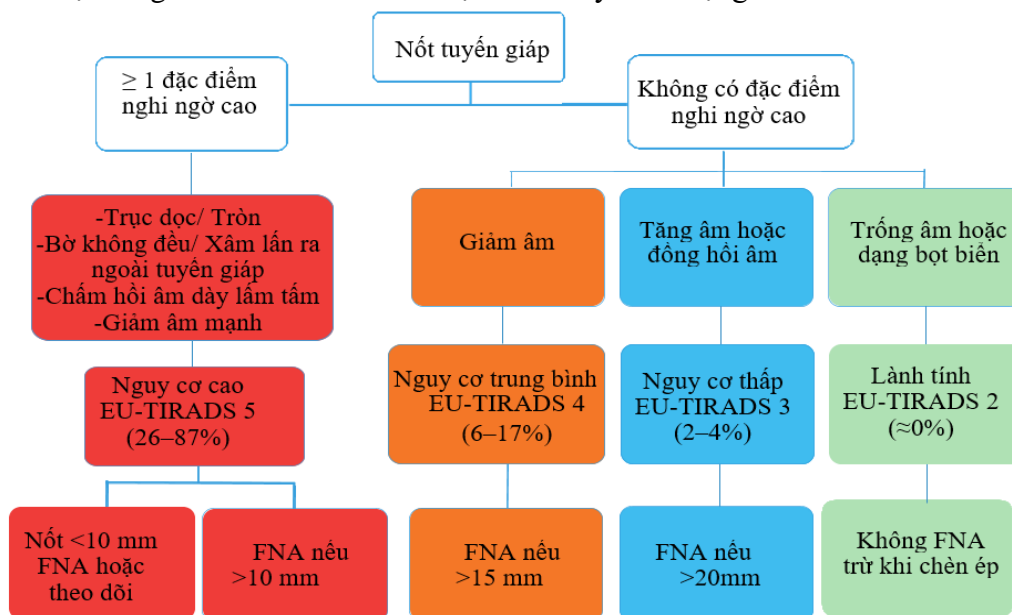 Nốt tuyến giáp
≥ 1 đặc điểm
nghi ngờ cao
Không có đặc điểm
nghi ngờ cao
-Trục dọc/ Tròn
-Bờ không đều/ Xâm lấn ra
ngoài tuyến giáp
-Chấm hồi âm dày lấm tấm
-Giảm âm mạnh
Giảm âm
Tăng âm hoặc
đồng hồi âm
Trống âm hoặc
dạng bọt biển
Nguy cơ cao
EU-TIRADS 5
(26–87%)
Nguy cơ trung bình
EU-TIRADS 4
(6–17%)
Nguy cơ thấp
EU-TIRADS 3
(2–4%)
Lành tính
EU-TIRADS 2
(≈0%)
Nốt <10 mm
FNA hoặc
theo dõi
FNA nếu
>10 mm
FNA nếu
>15 mm
FNA nếu
>20mm
Không FNA
trừ khi chèn ép